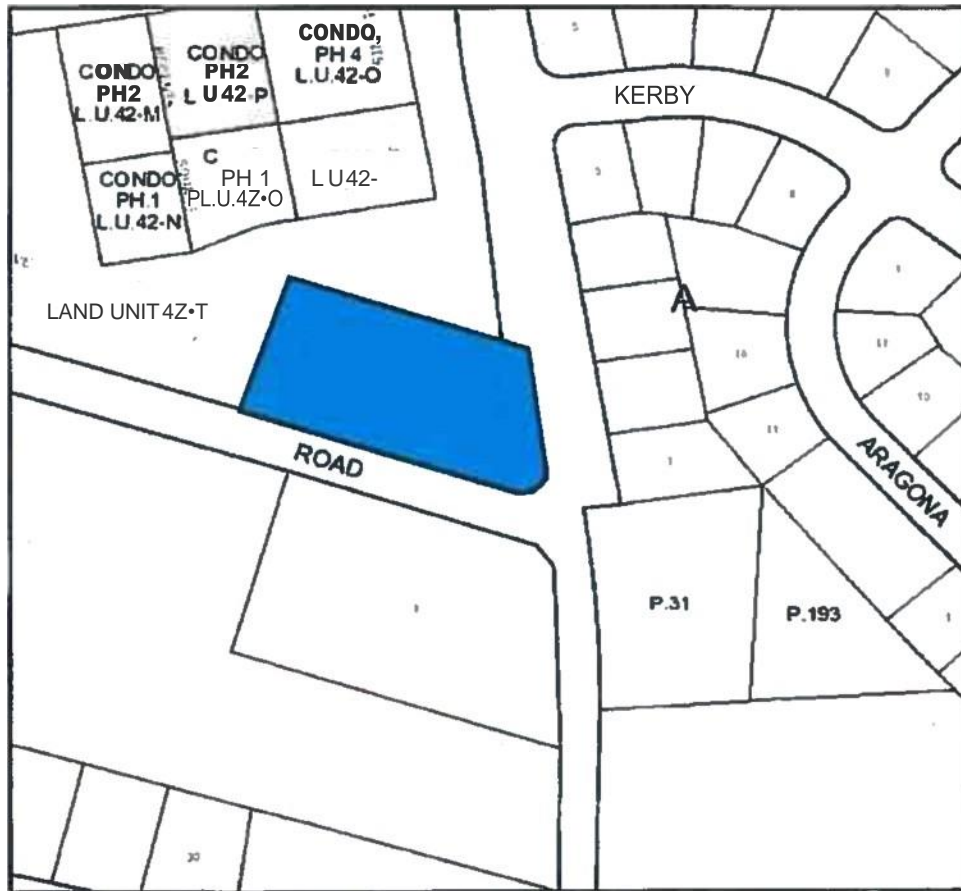 CONDO
PH2
L.U.42-M
CONDO
PH2
L U 42-P
CONDO,
PH 4
L.U.42-O
CONDO
PH.1
L.U.42-N
C
PH 1
PL.U.4Z•O
L U42-
LAND UNIT 4Z•T
KERBY
A
ROAD
ARAGONA
P.31
P.193